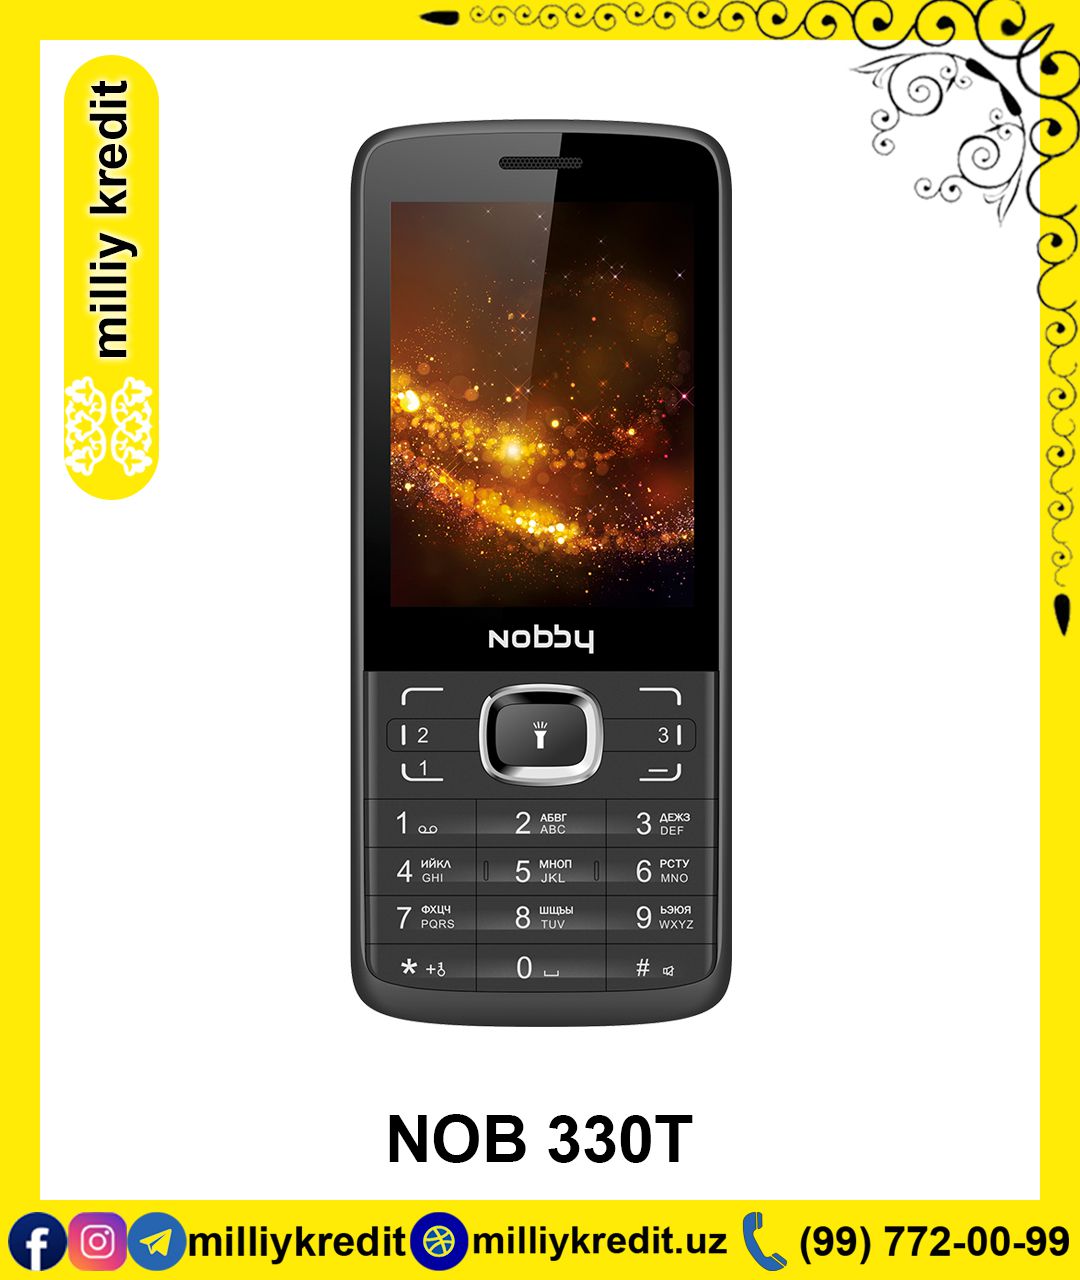 milliy kredit
Nobby
2 3
1
1 2 АБВГ ABC 3 ДЕЖЗ DEF
4 ИЙКЛ GHI 5 МНОП JKL 6 РСТУ MNO
7 ФХЦЧ PQRS 8 ШЩЪЫ TUV 9 ЬЭЮЯ WXYZ
* + 0 #
NOB 330T
milliykredit milliykredit.uz (99) 772-00-99